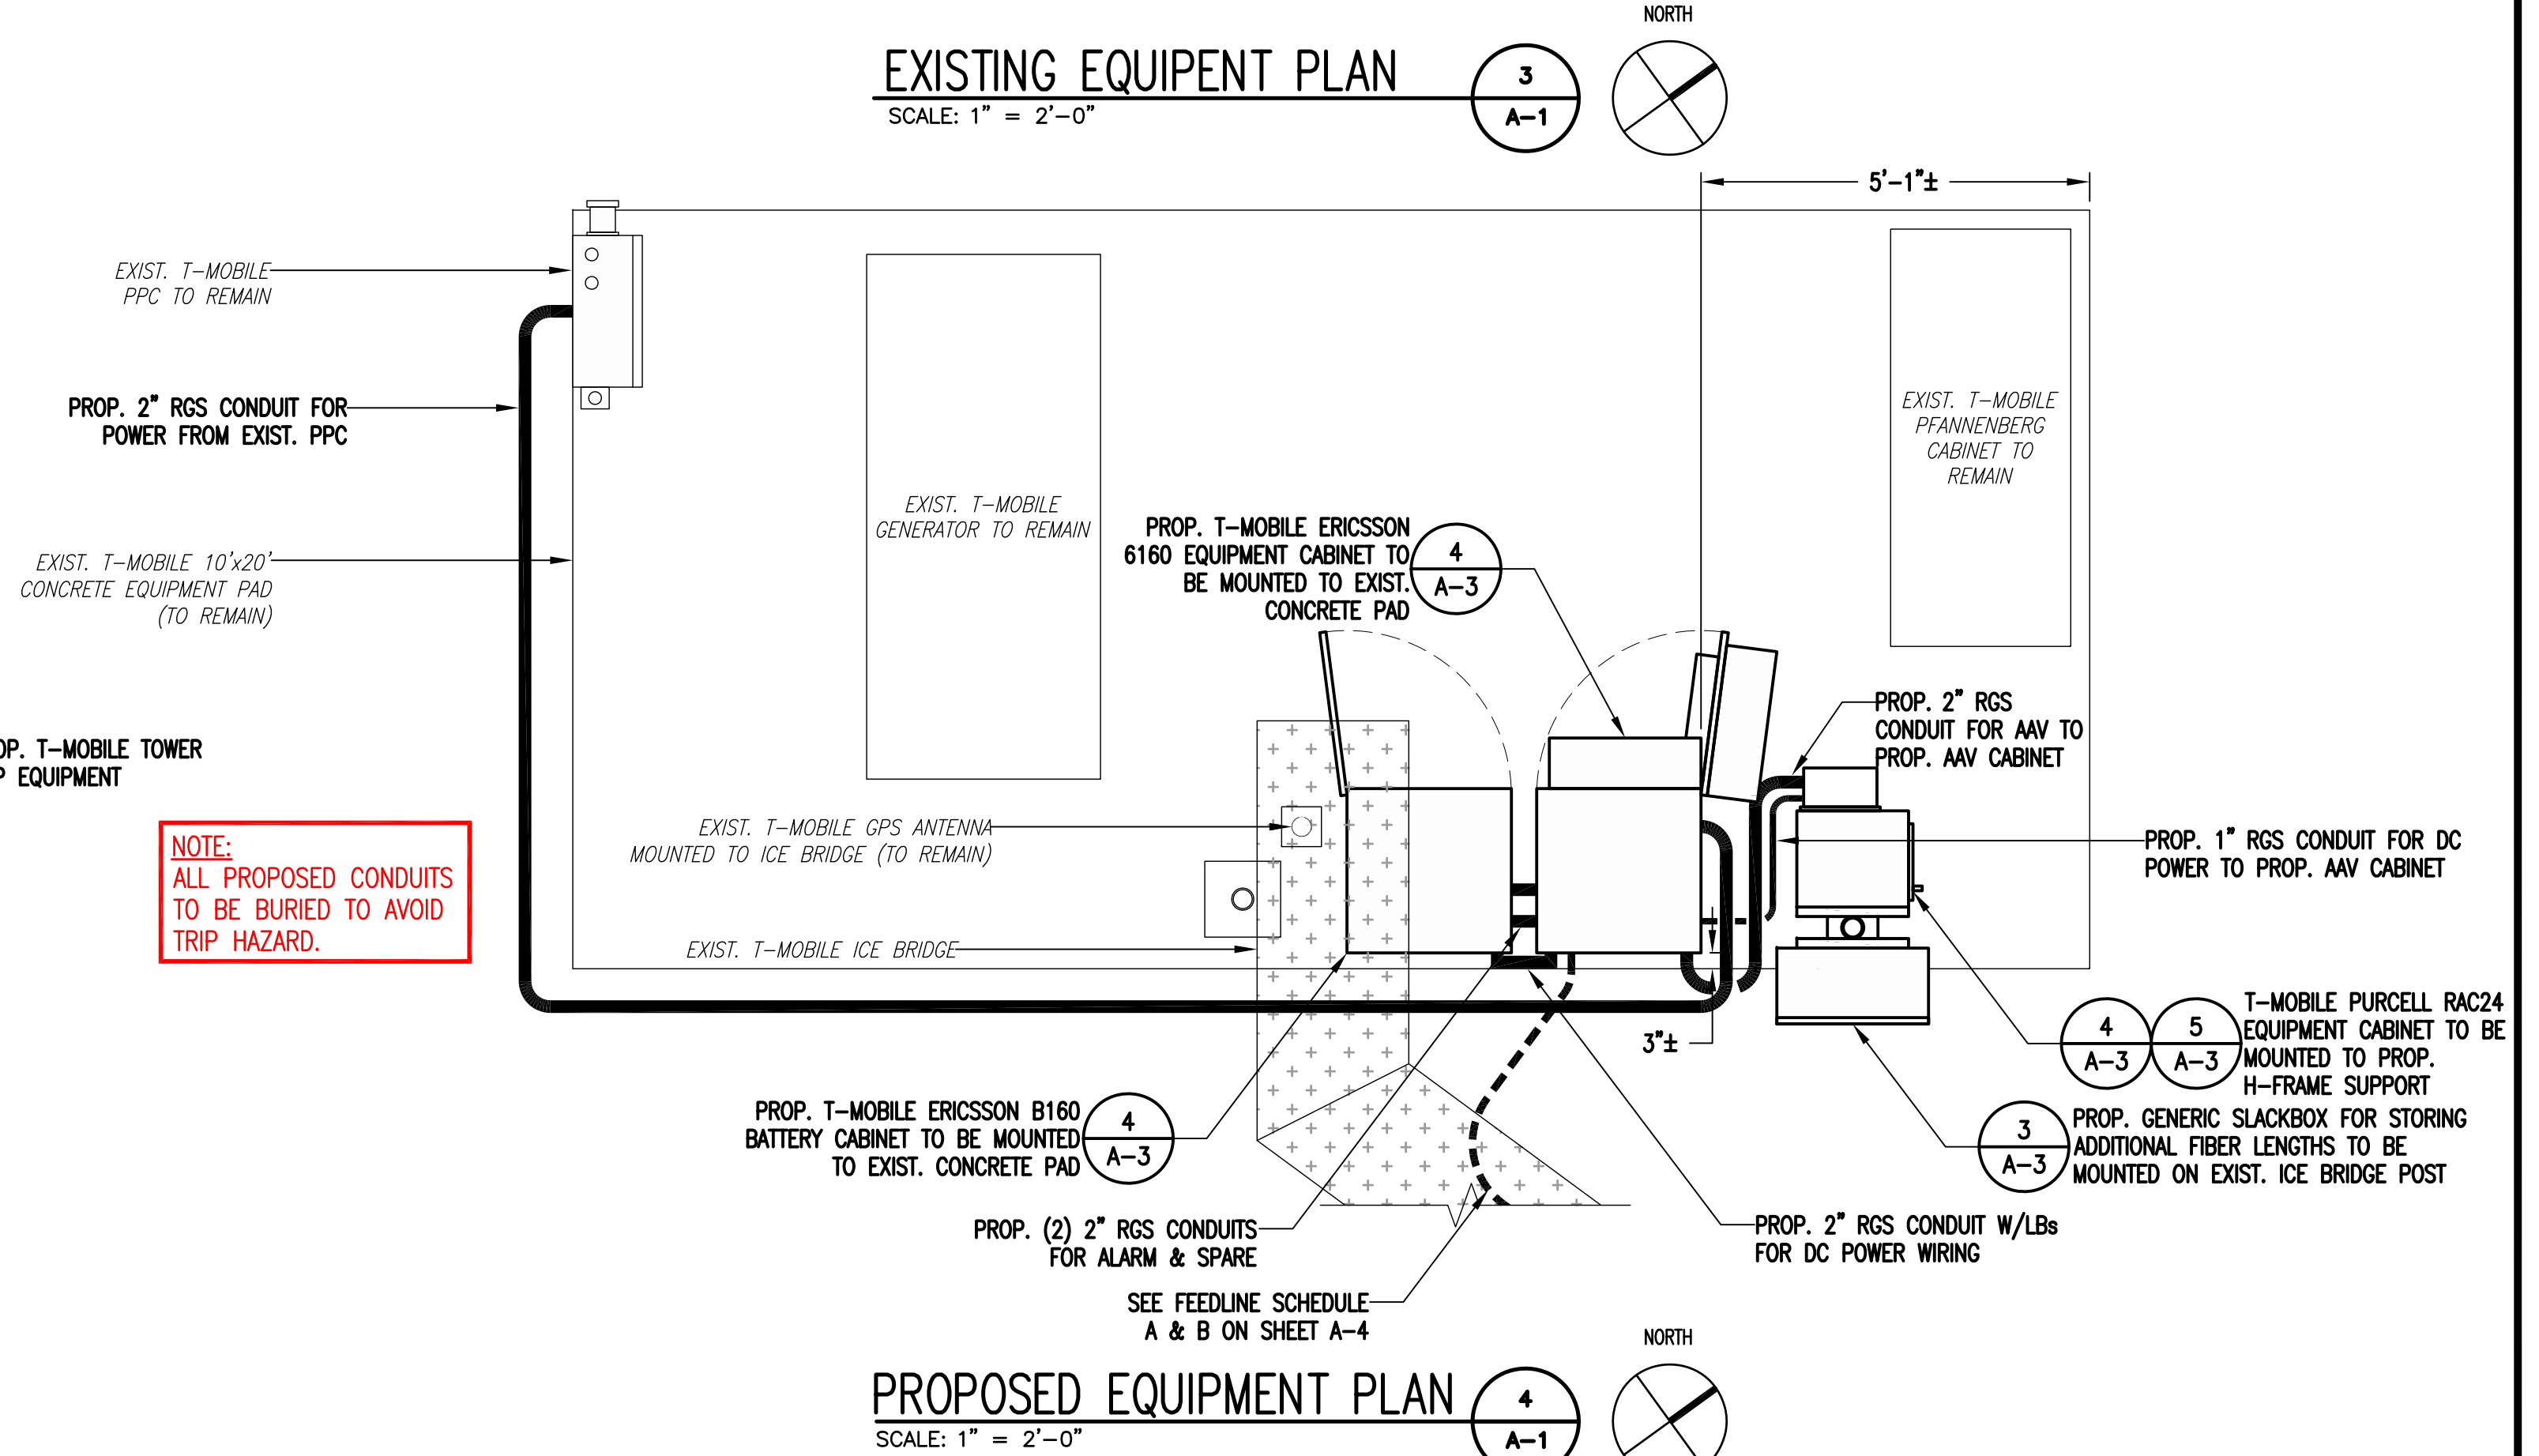 NORTH
EXISTING EQUIPENT PLAN
SCALE: 1" = 2'-0"
3
A-1
5'-1"±
EXIST. T-MOBILE
PPC TO REMAIN
PROP. 2" RGS CONDUIT FOR
POWER FROM EXIST. PPC
EXIST. T-MOBILE 10'x20'
CONCRETE EQUIPMENT PAD
(TO REMAIN)
EXIST. T-MOBILE
GENERATOR TO REMAIN
EXIST. T-MOBILE
PFANNENBERG
CABINET TO
REMAIN
PROP. T-MOBILE ERICSSON
6160 EQUIPMENT CABINET TO
BE MOUNTED TO EXIST.
CONCRETE PAD
4
A-3
PROP. 2" RGS
CONDUIT FOR AAV TO
PROP. AAV CABINET
T-MOBILE TOWER
EQUIPMENT
NOTE:
ALL PROPOSED CONDUITS
TO BE BURIED TO AVOID
TRIP HAZARD.
EXIST. T-MOBILE GPS ANTENNA
MOUNTED TO ICE BRIDGE (TO REMAIN)
EXIST. T-MOBILE ICE BRIDGE
PROP. 1" RGS CONDUIT FOR DC
POWER TO PROP. AAV CABINET
3"±
4
A-3
5
A-3
T-MOBILE PURCELL RAC24
EQUIPMENT CABINET TO BE
MOUNTED TO PROP.
H-FRAME SUPPORT
PROP. T-MOBILE ERICSSON B160
BATTERY CABINET TO BE MOUNTED
TO EXIST. CONCRETE PAD
4
A-3
3
A-3
PROP. GENERIC SLACKBOX FOR STORING
ADDITIONAL FIBER LENGTHS TO BE
MOUNTED ON EXIST. ICE BRIDGE POST
PROP. (2) 2" RGS CONDUITS
FOR ALARM & SPARE
PROP. 2" RGS CONDUIT W/LBs
FOR DC POWER WIRING
SEE FEEDLINE SCHEDULE
A & B ON SHEET A-4
NORTH
PROPOSED EQUIPMENT PLAN
SCALE: 1" = 2'-0"
4
A-1